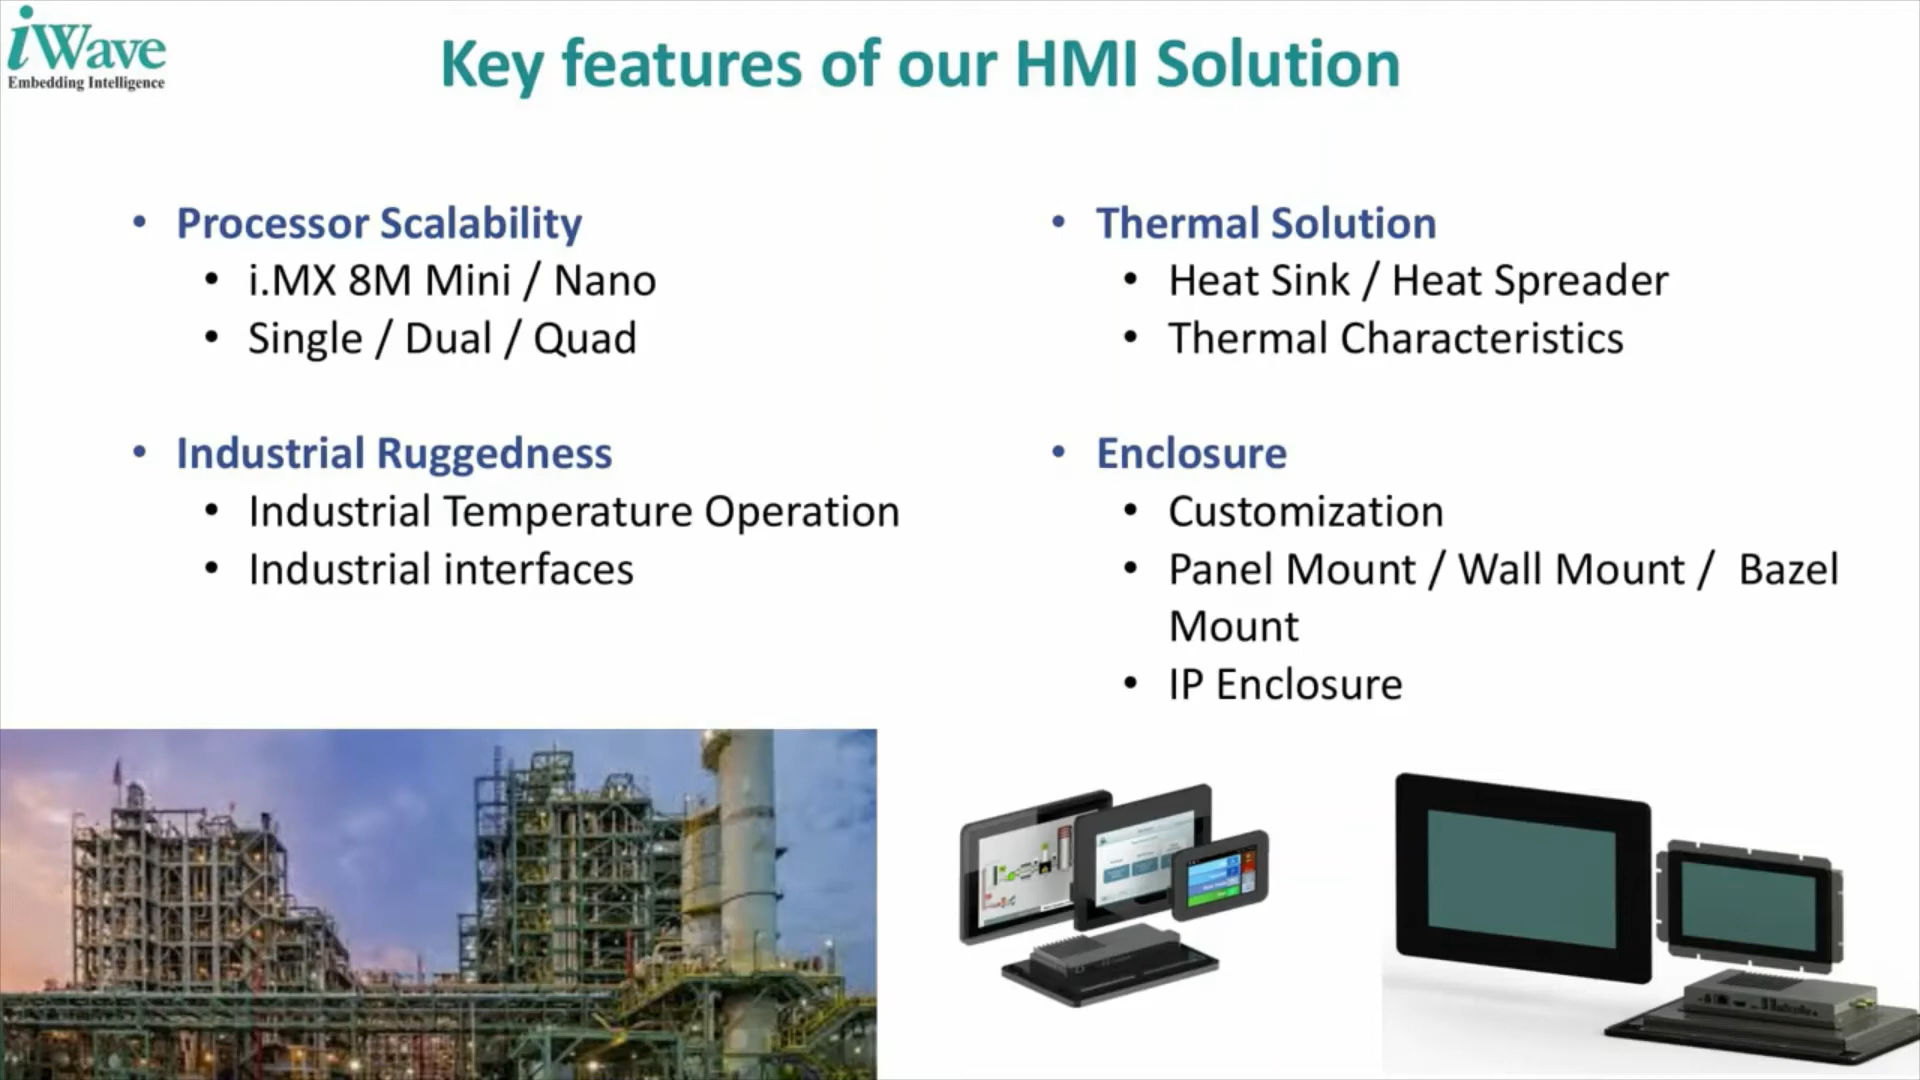 iWave
Embedding Intelligence
Key features of our HMI Solution
• Processor Scalability
• i.MX 8M Mini / Nano
• Single / Dual / Quad
• Industrial Ruggedness
• Industrial Temperature Operation
• Industrial interfaces
• Thermal Solution
• Heat Sink / Heat Spreader
• Thermal Characteristics
• Enclosure
• Customization
• Panel Mount / Wall Mount /  Bazel
Mount
• IP Enclosure